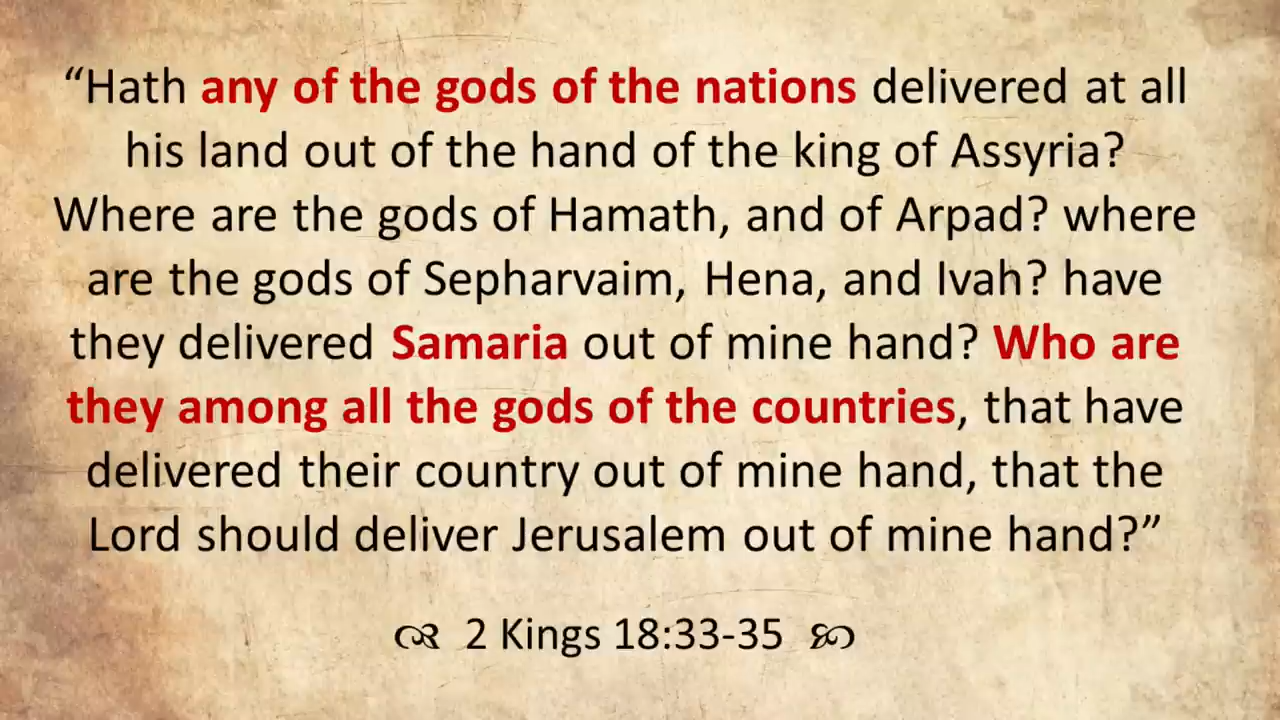 “Hath any of the gods of the nations delivered at all
his land out of the hand of the king of Assyria?
Where are the gods of Hamath, and of Arpad? where
are the gods of Sepharvaim, Hena, and Ivah? have
they delivered Samaria out of mine hand? Who are
they among all the gods of the countries, that have
delivered their country out of mine hand, that the
Lord should deliver Jerusalem out of mine hand?”
2 Kings 18:33-35